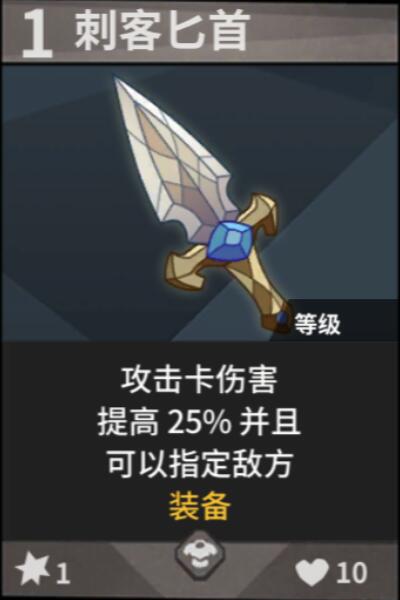 1 刺客匕首
等级
攻击卡伤害
提高 25% 并且
可以指定敌方
装备
1 10